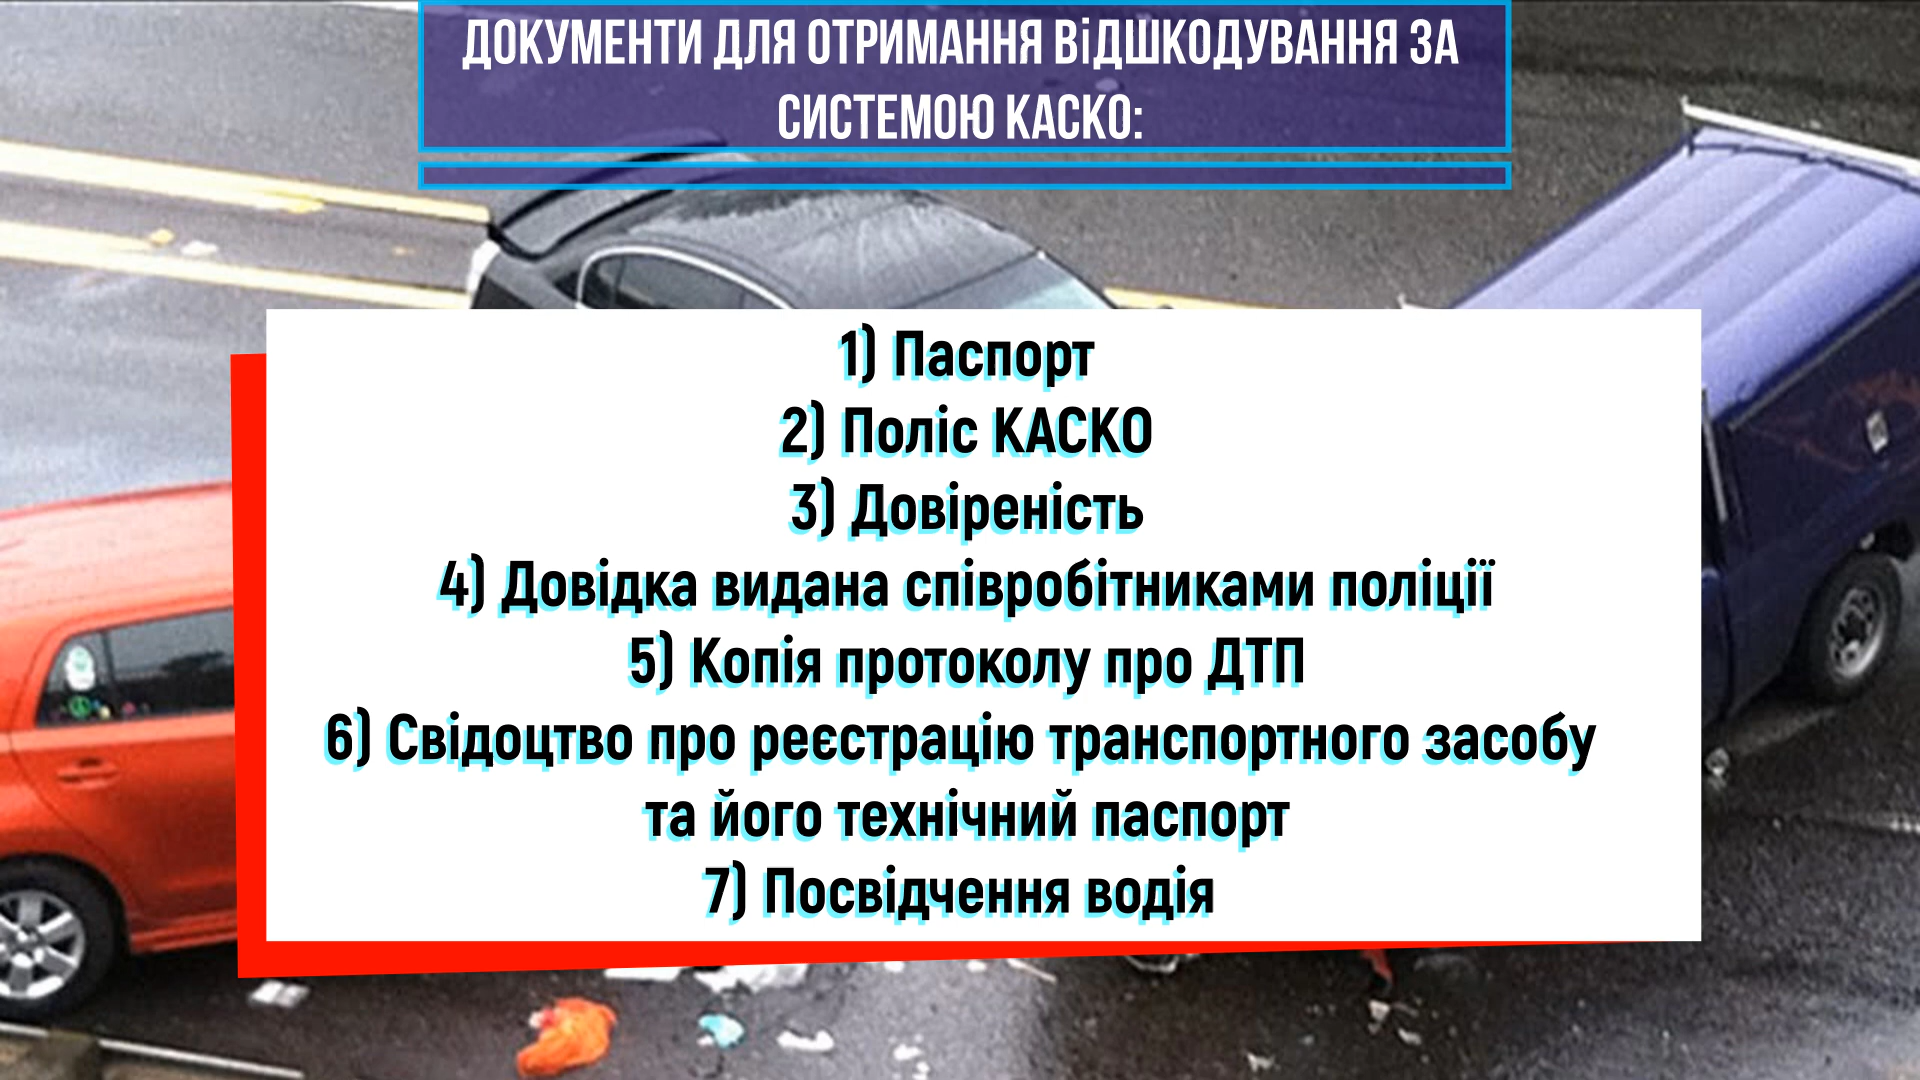 ДОКУМЕНТИ ДЛЯ ОТРИМАННЯ ВіДШКОДУВАННЯ ЗА
СИСТЕМОЮ КАСКО:
1) Паспорт
2) Поліс КАСКО
3) Довіреність
4) Довідка видана співробітниками поліції
5) Копія протоколу про ДТП
6) Свідоцтво про реєстрацію транспортного засобу
та його технічний паспорт
7) Посвідчення водія